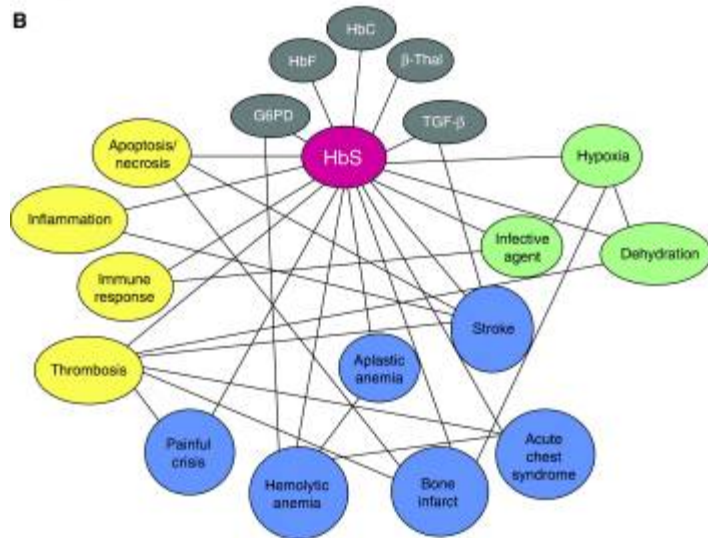 B
HbC
HbF
β-Thal
G6PD
TGF-β
Apoptosis/
necrosis
HbS
Hypoxia
Inflammation
Infective
agent
Dehydration
Immune
response
Stroke
Thrombosis
Aplastic
anemia
Painful
crisis
Acute
chest
syndrome
Hemolytic
anemia
Bone
infarct